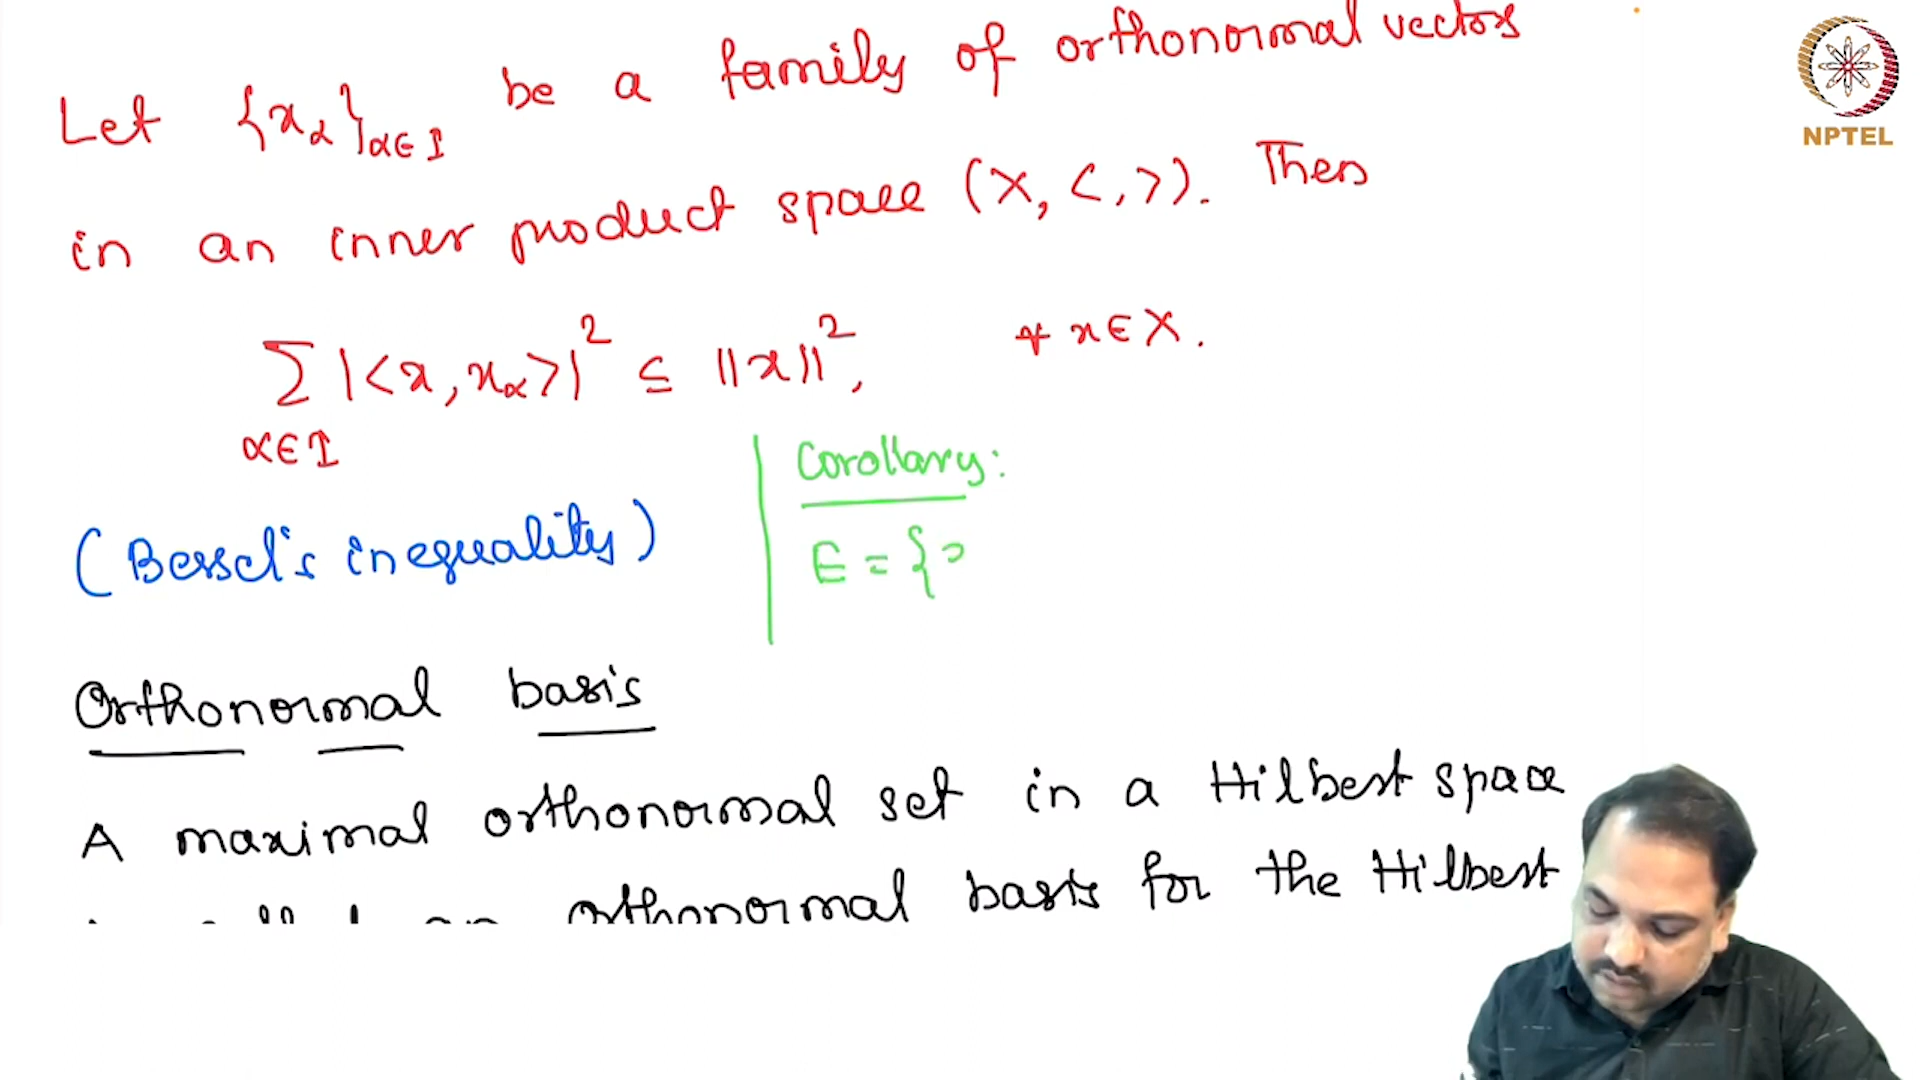 Let {x_α}_{α∈I} be a family of orthonormal vectors
in an inner product space (X, <,>). Then
∑_{α∈I} |<x, x_α>|² ≤ ||x||², ∀ x∈X.
(Bessel's inequality)
Corollary:
E = {
Orthonormal basis
A maximal orthonormal set in a Hilbert space
orthonormal basis for the Hilbert
NPTEL